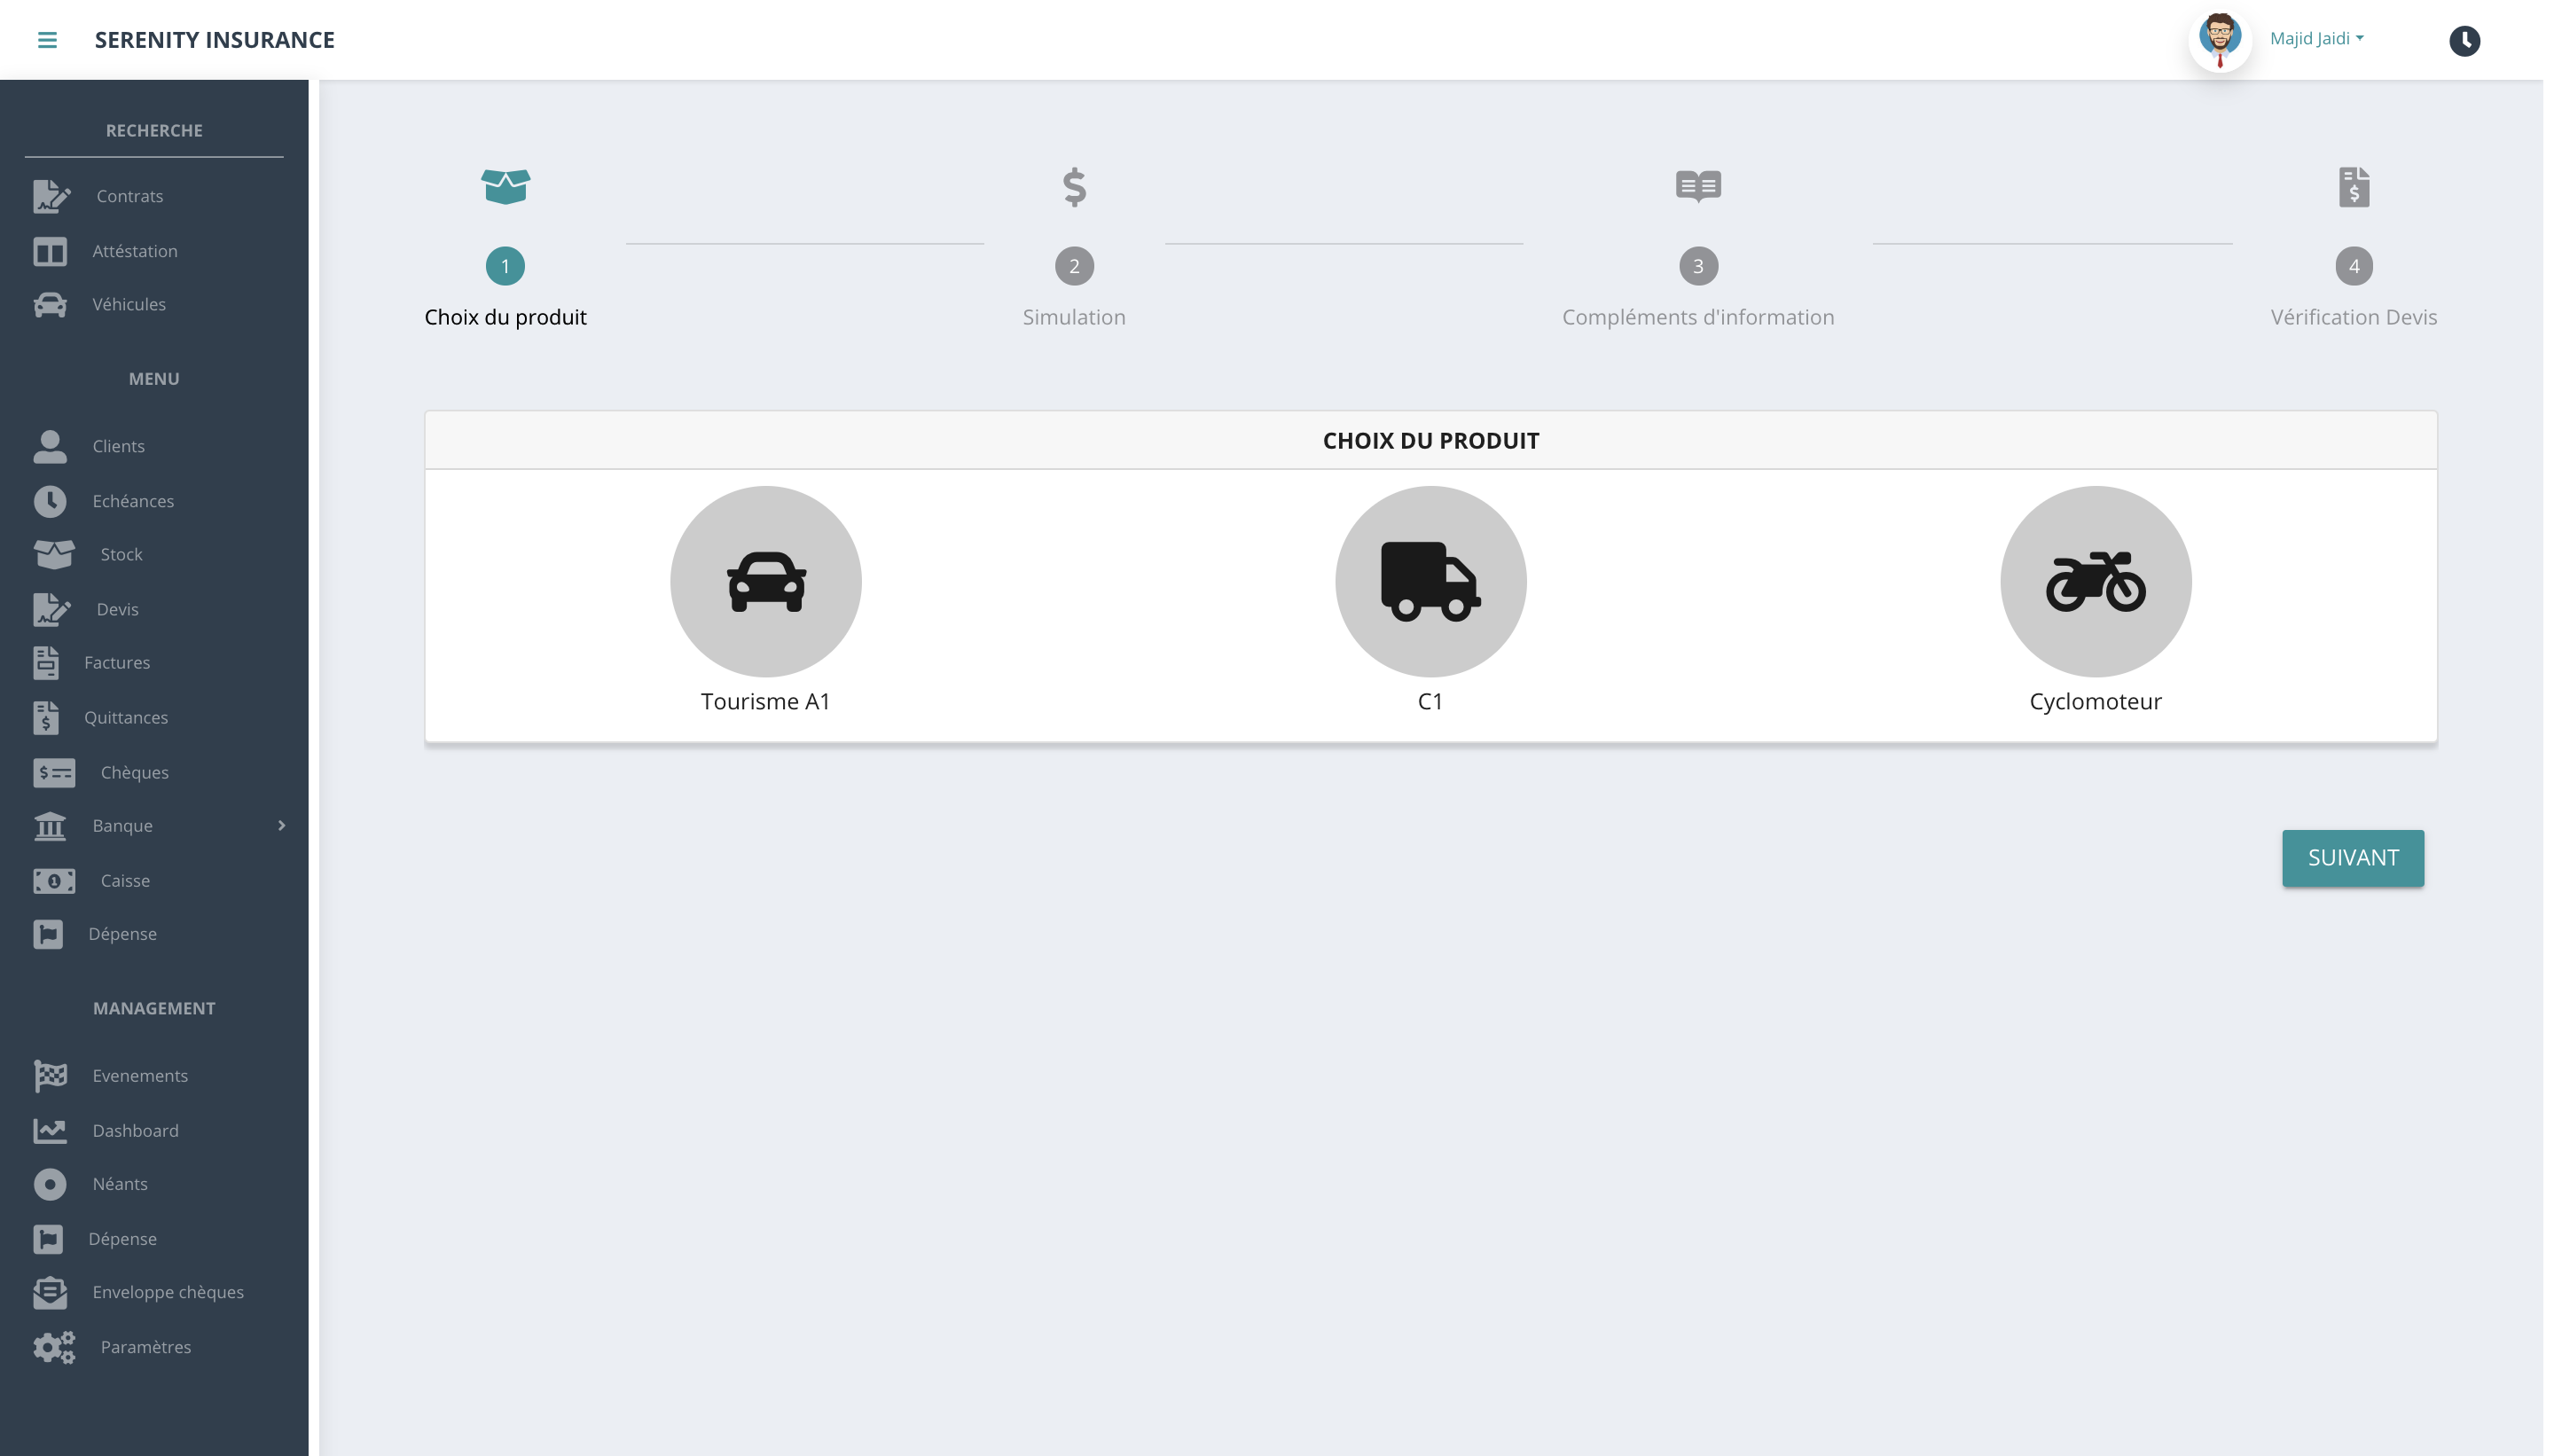 SERENITY INSURANCE
Majid Jaidi
RECHERCHE
Contrats
Attéstation
Véhicules
MENU
Clients
Echéances
Stock
Devis
Factures
Quittances
Chèques
Banque
Caisse
Dépense
MANAGEMENT
Evenements
Dashboard
Néants
Dépense
Enveloppe chèques
Paramètres
1
Choix du produit
2
Simulation
3
Compléments d'information
4
Vérification Devis
CHOIX DU PRODUIT
Tourisme A1
C1
Cyclomoteur
SUIVANT